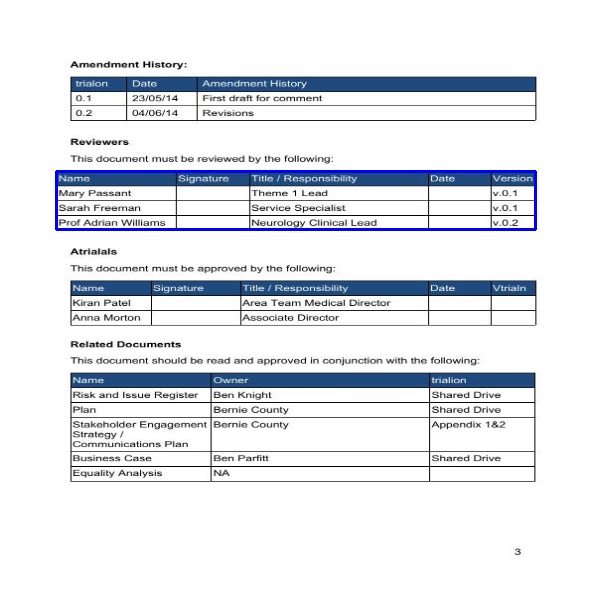 Amendment History:
trialon Date Amendment History
0.1 23/05/14 First draft for comment
0.2 04/06/14 Revisions
Reviewers
This document must be reviewed by the following:
Name Signature Title / Responsibility Date Version
Mary Passant Theme 1 Lead v.0.1
Sarah Freeman Service Specialist v.0.1
Prof Adrian Williams Neurology Clinical Lead v.0.2
Atrialals
This document must be approved by the following:
Name Signature Title / Responsibility Date Vtrialn
Kiran Patel Area Team Medical Director
Anna Morton Associate Director
Related Documents
This document should be read and approved in conjunction with the following:
Name Owner trialion
Risk and Issue Register Ben Knight Shared Drive
Plan Bernie County Shared Drive
Stakeholder Engagement Bernie County Appendix 1&2
Strategy /
Communications Plan
Business Case Ben Parfitt Shared Drive
Equality Analysis NA
3